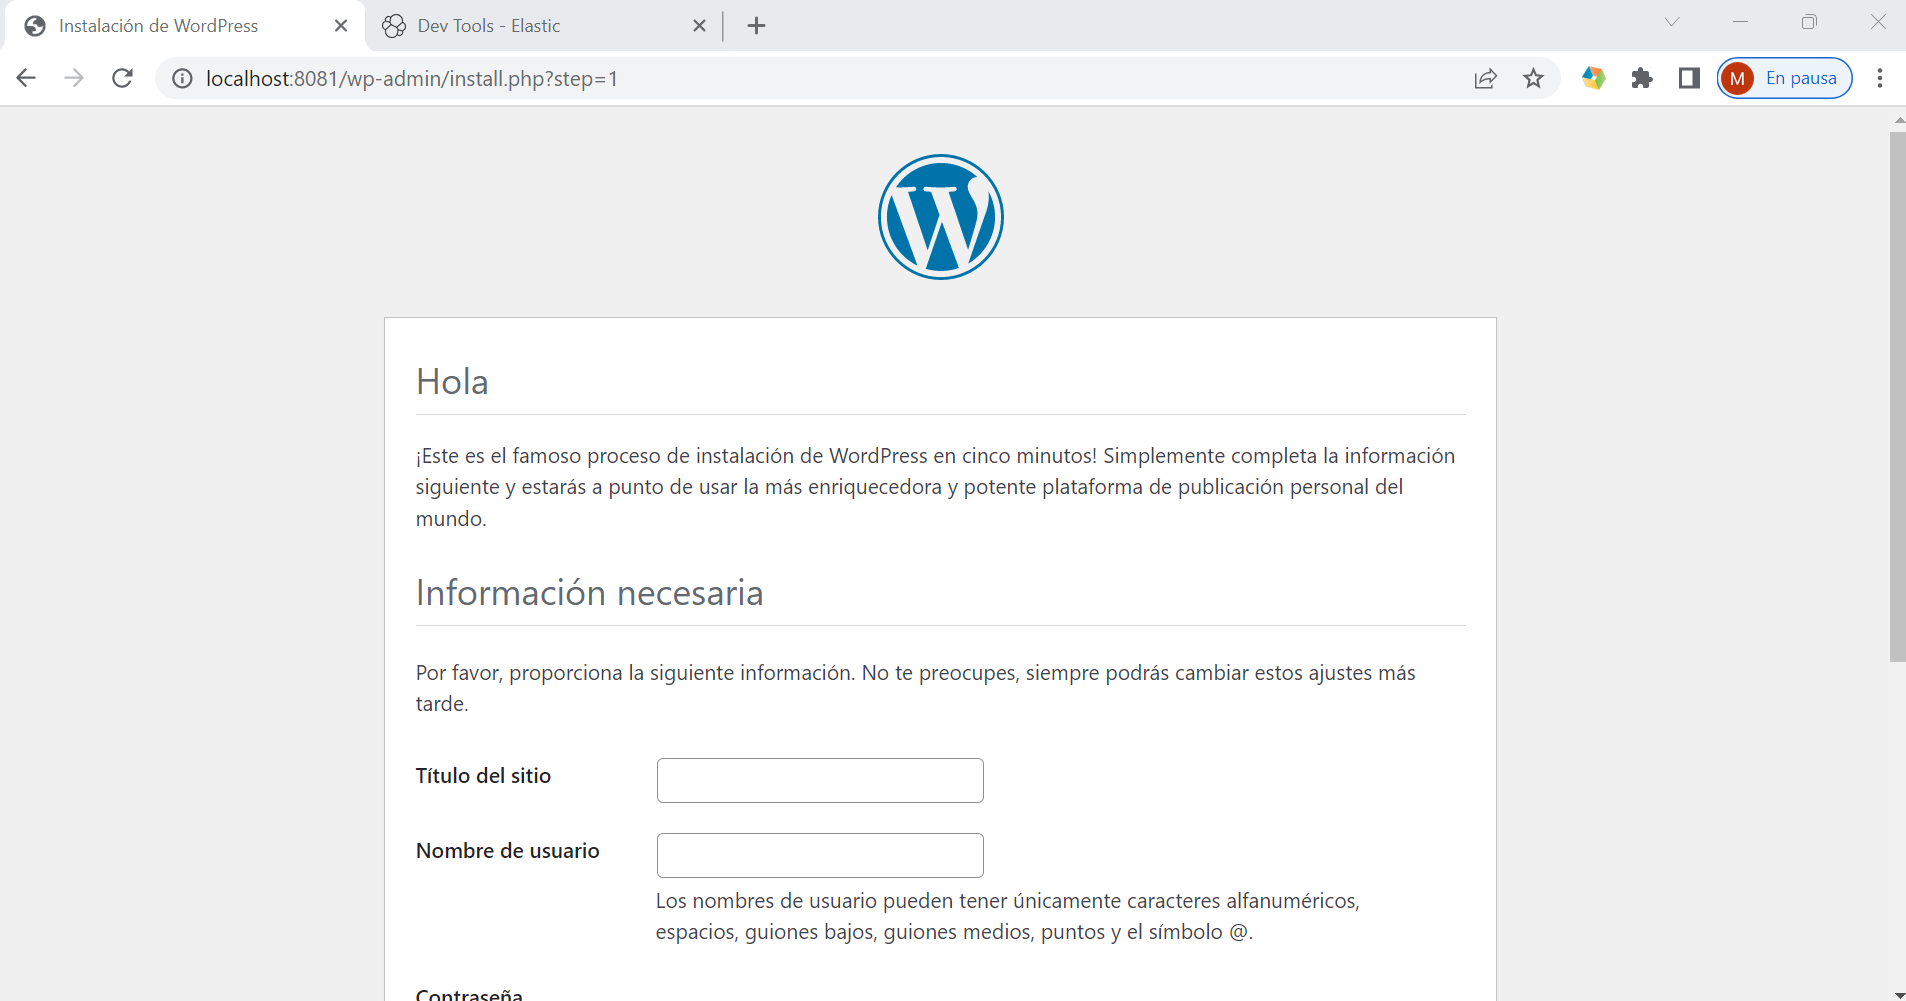 Instalación de WordPress
Dev Tools - Elastic
localhost:8081/wp-admin/install.php?step=1
M
En pausa
Hola
¡Este es el famoso proceso de instalación de WordPress en cinco minutos! Simplemente completa la información
siguiente y estarás a punto de usar la más enriquecedora y potente plataforma de publicación personal del
mundo.
Información necesaria
Por favor, proporciona la siguiente información. No te preocupes, siempre podrás cambiar estos ajustes más
tarde.
Título del sitio
Nombre de usuario
Los nombres de usuario pueden tener únicamente caracteres alfanuméricos,
espacios, guiones bajos, guiones medios, puntos y el símbolo @.
Contraseña